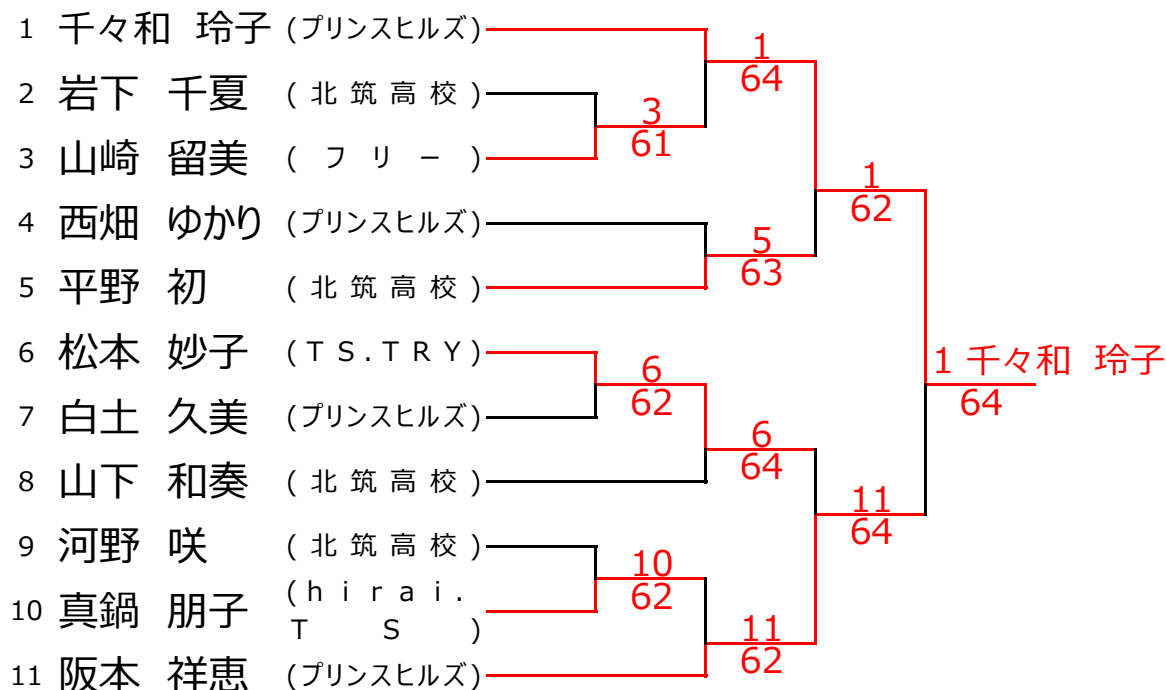 1 千々和 玲子 (プリンスヒルズ)
2 岩下 千夏 (北筑高校)
3 山崎 留美 (フリー)
4 西畑 ゆかり (プリンスヒルズ)
5 平野 初 (北筑高校)
6 松本 妙子 (TS.TRY)
7 白土 久美 (プリンスヒルズ)
8 山下 和奏 (北筑高校)
9 河野 咲 (北筑高校)
10 真鍋 朋子 (hirai.
TS)
11 阪本 祥恵 (プリンスヒルズ)
3
61
6
62
10
62
1
64
5
63
6
64
11
62
1
62
11
64
1 千々和 玲子
64